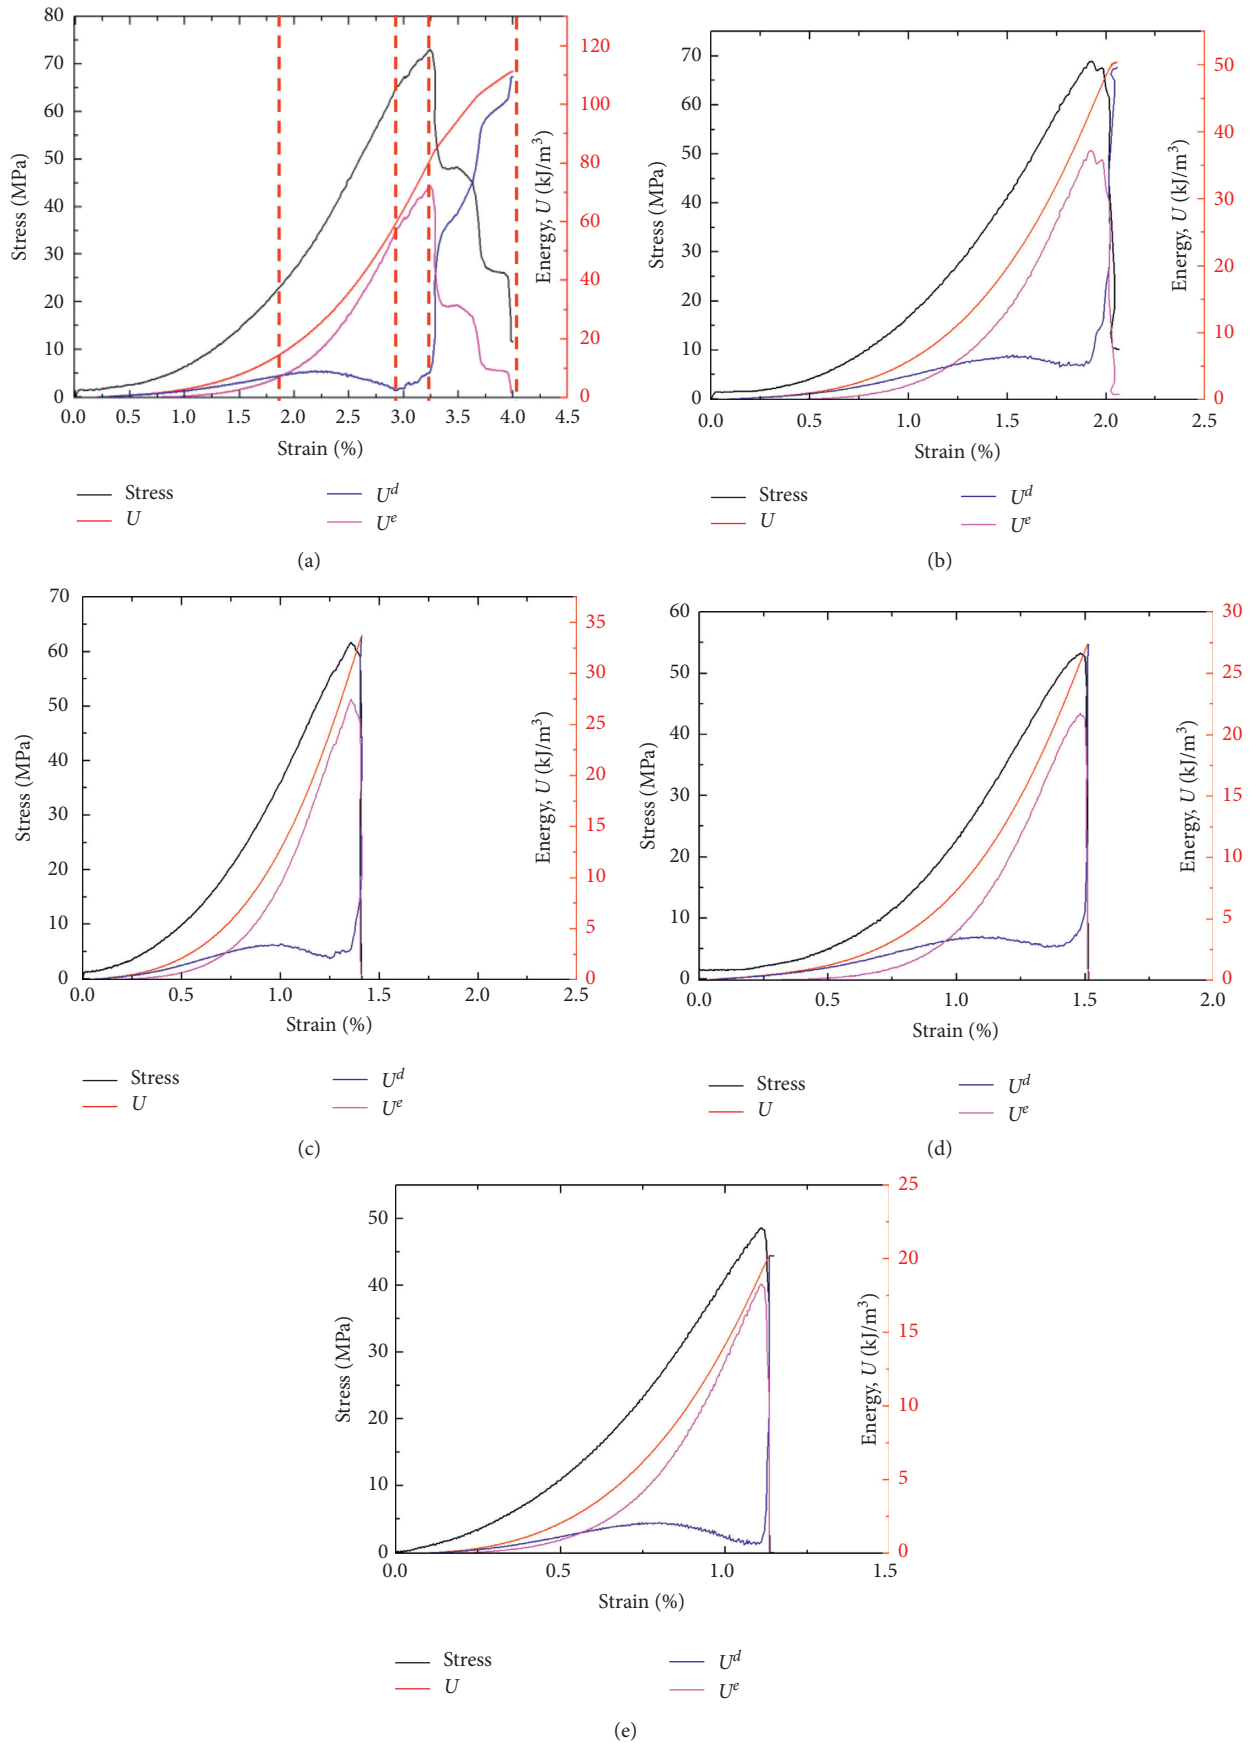 80
70
60
50
40
30
20
10
0
Stress (MPa)
120
100
80
60
40
20
0
Energy, U (kJ/m³)
0.0 0.5 1.0 1.5 2.0 2.5 3.0 3.5 4.0 4.5
Strain (%)
Stress
U
Uᵈ
Uᵉ
(a)
70
60
50
40
30
20
10
0
Stress (MPa)
50
40
30
20
10
0
Energy, U (kJ/m³)
0.0 0.5 1.0 1.5 2.0 2.5
Strain (%)
Stress
U
Uᵈ
Uᵉ
(b)
70
60
50
40
30
20
10
0
Stress (MPa)
35
30
25
20
15
10
5
0
Energy, U (kJ/m³)
0.0 0.5 1.0 1.5 2.0 2.5
Strain (%)
Stress
U
Uᵈ
Uᵉ
(c)
60
50
40
30
20
10
0
Stress (MPa)
30
25
20
15
10
5
0
Energy, U (kJ/m³)
0.0 0.5 1.0 1.5 2.0
Strain (%)
Stress
U
Uᵈ
Uᵉ
(d)
50
40
30
20
10
0
Stress (MPa)
25
20
15
10
5
0
Energy, U (kJ/m³)
0.0 0.5 1.0 1.5
Strain (%)
Stress
U
Uᵈ
Uᵉ
(e)